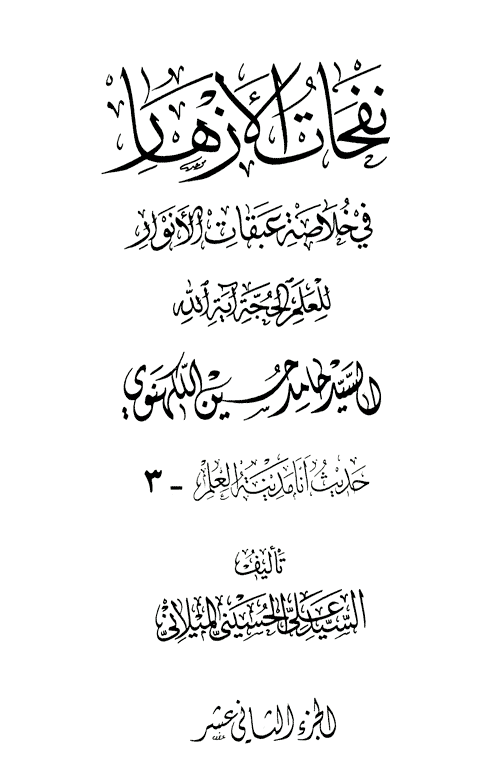 نفحات الأزهار
في خلاصة عبقات الأنوار
للعلم الحجة آية الله
السيد حامد حسين اللكهنوي
حديث أنا مدينة العلم - ٣
تأليف
السيد علي الحسيني الميلاني
الجزء الثاني عشر